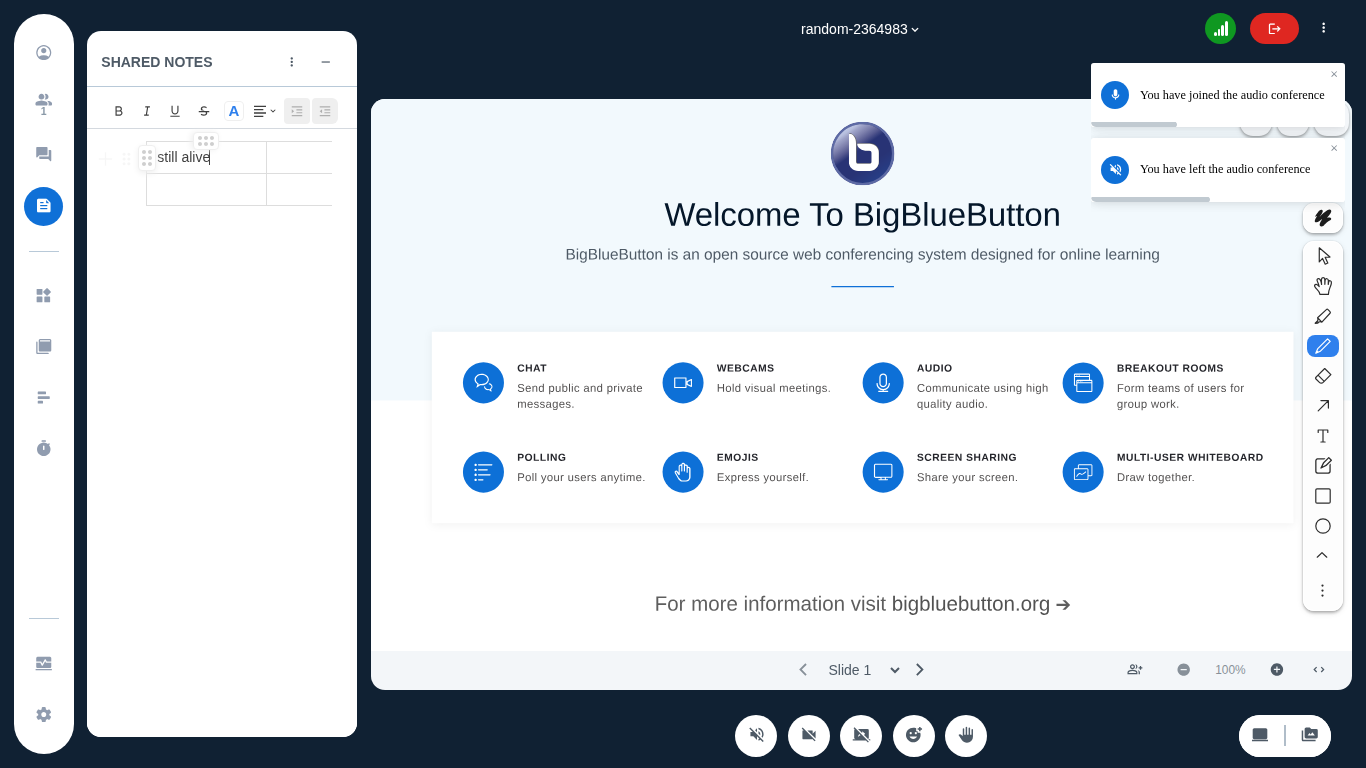 random-2364983
1
SHARED NOTES
B I U S A
still alive
You have joined the audio conference
You have left the audio conference
Welcome To BigBlueButton
BigBlueButton is an open source web conferencing system designed for online learning
CHAT
Send public and private
messages.
WEBCAMS
Hold visual meetings.
AUDIO
Communicate using high
quality audio.
BREAKOUT ROOMS
Form teams of users for
group work.
POLLING
Poll your users anytime.
EMOJIS
Express yourself.
SCREEN SHARING
Share your screen.
MULTI-USER WHITEBOARD
Draw together.
For more information visit bigbluebutton.org ➔
Slide 1
100%